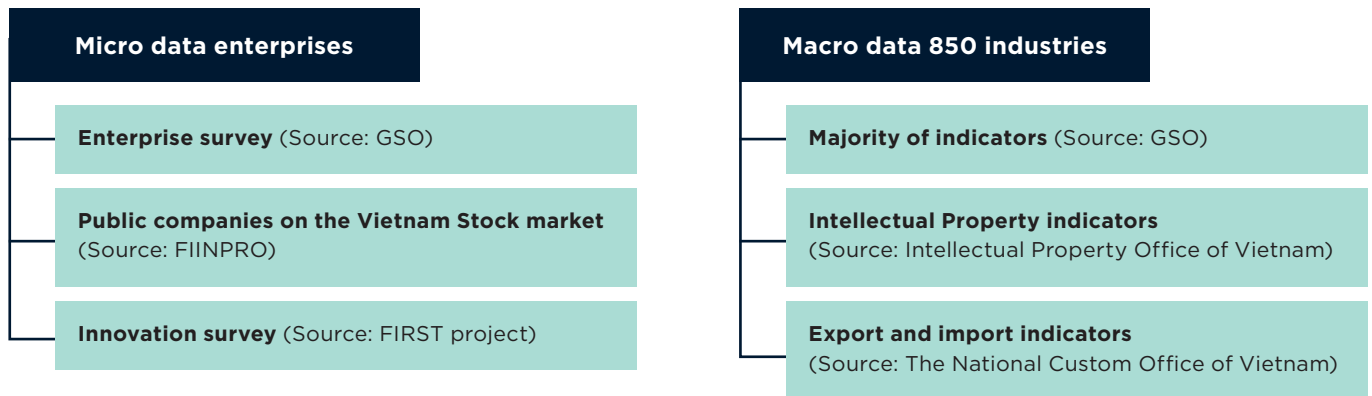 Micro data enterprises
Enterprise survey (Source: GSO)
Public companies on the Vietnam Stock market
(Source: FIINPRO)
Innovation survey (Source: FIRST project)
Macro data 850 industries
Majority of indicators (Source: GSO)
Intellectual Property indicators
(Source: Intellectual Property Office of Vietnam)
Export and import indicators
(Source: The National Custom Office of Vietnam)